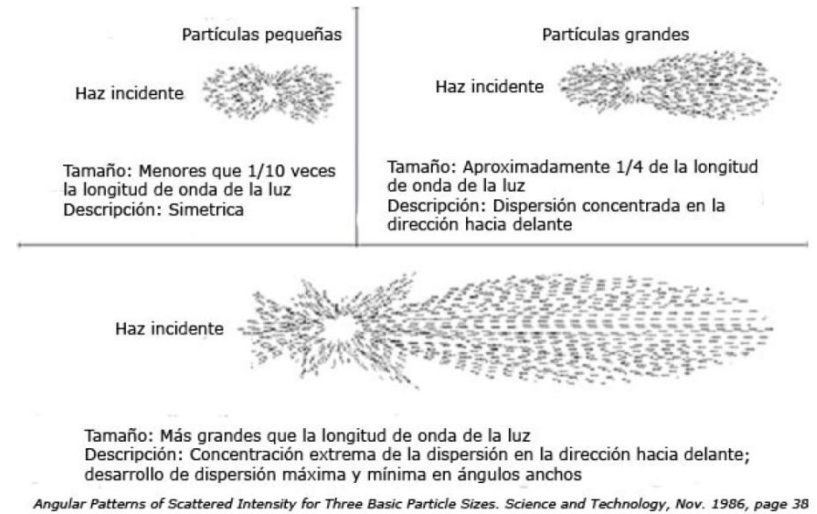 Partículas pequeñas
Haz incidente
Tamaño: Menores que 1/10 veces
la longitud de onda de la luz
Descripción: Simetrica
Partículas grandes
Haz incidente
Tamaño: Aproximadamente 1/4 de la longitud
de onda de la luz
Descripción: Dispersión concentrada en la
dirección hacia delante
Haz incidente
Tamaño: Más grandes que la longitud de onda de la luz
Descripción: Concentración extrema de la dispersión en la dirección hacia delante;
desarrollo de dispersión máxima y mínima en ángulos anchos
Angular Patterns of Scattered Intensity for Three Basic Particle Sizes. Science and Technology, Nov. 1986, page 38